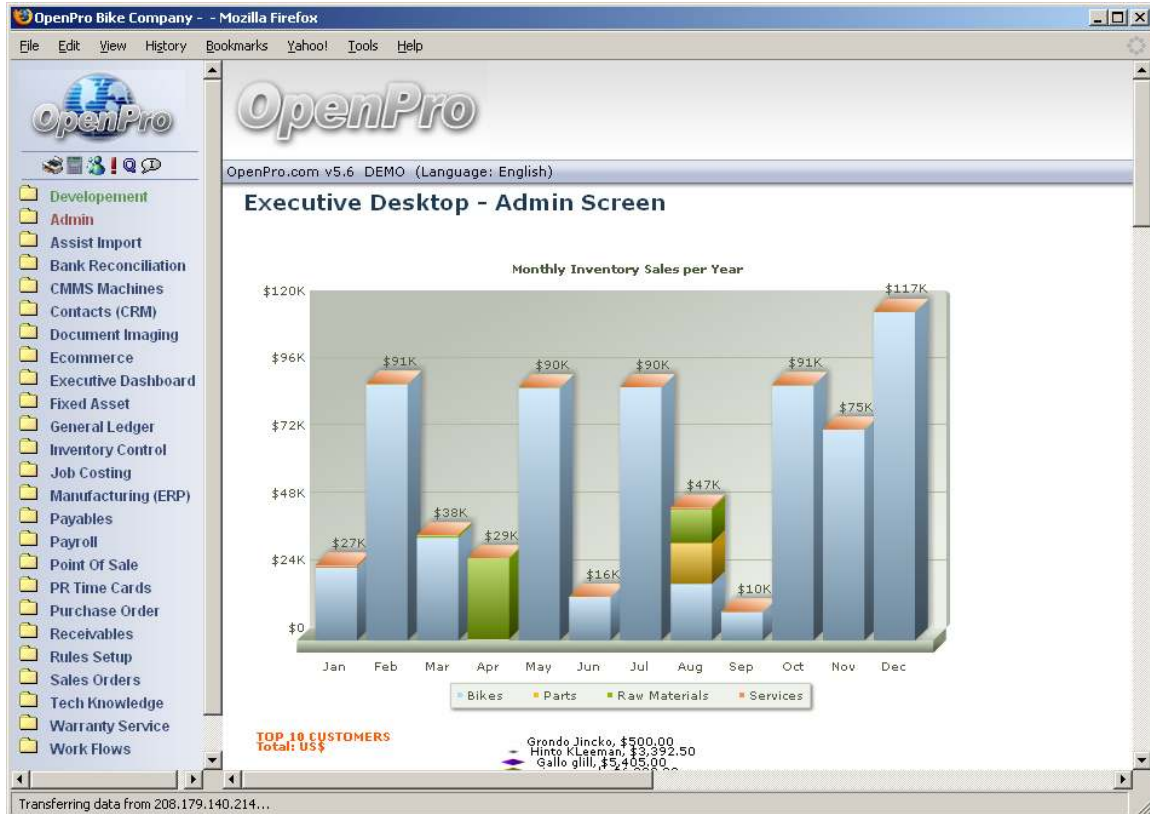 OpenPro Bike Company - - Mozilla Firefox
File Edit View History Bookmarks Yahoo! Tools Help
OpenPro
Developement
Admin
Assist Import
Bank Reconciliation
CMMS Machines
Contacts (CRM)
Document Imaging
Ecommerce
Executive Dashboard
Fixed Asset
General Ledger
Inventory Control
Job Costing
Manufacturing (ERP)
Payables
Payroll
Point Of Sale
PR Time Cards
Purchase Order
Receivables
Rules Setup
Sales Orders
Tech Knowledge
Warranty Service
Work Flows
OpenPro
OpenPro.com v5.6 DEMO (Language: English)
Executive Desktop - Admin Screen
Monthly Inventory Sales per Year
$120K
$96K
$72K
$48K
$24K
$0
$27K
$91K
$38K
$29K
$90K
$16K
$90K
$47K
$10K
$91K
$75K
$117K
Jan Feb Mar Apr May Jun Jul Aug Sep Oct Nov Dec
Bikes Parts Raw Materials Services
TOP 10 CUSTOMERS
Total: US$
Grondo Jincko, $500.00
Hinto KLeeman, $3,392.50
Gallo glill, $5,405.00
Transferring data from 208.179.140.214...